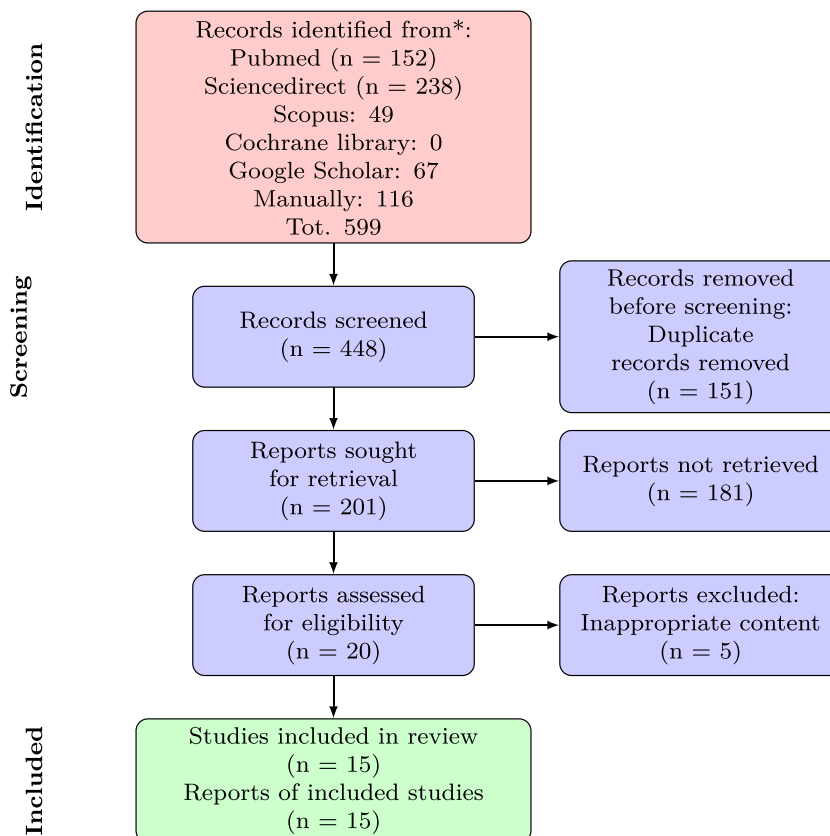 Identification
Records identified from*:
Pubmed (n = 152)
Sciencedirect (n = 238)
Scopus: 49
Cochrane library: 0
Google Scholar: 67
Manually: 116
Tot. 599
Screening
Records screened
(n = 448)
Records removed
before screening:
Duplicate
records removed
(n = 151)
Reports sought
for retrieval
(n = 201)
Reports not retrieved
(n = 181)
Reports assessed
for eligibility
(n = 20)
Reports excluded:
Inappropriate content
(n = 5)
Included
Studies included in review
(n = 15)
Reports of included studies
(n = 15)